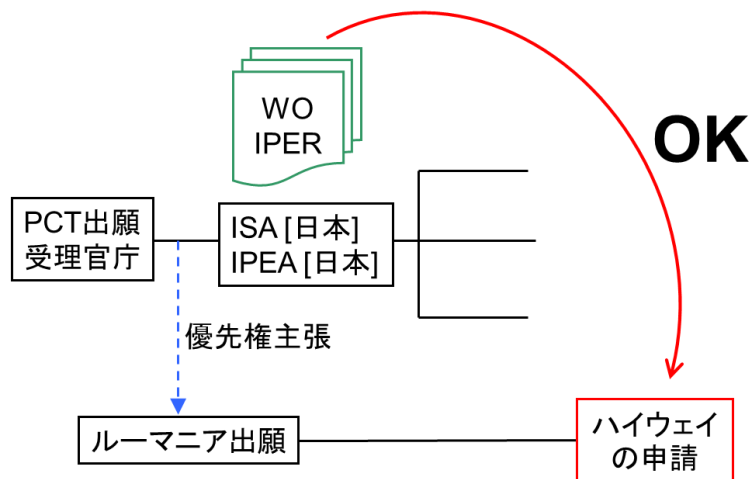 WO
IPER
OK
PCT出願
受理官庁
ISA [日本]
IPEA [日本]
優先権主張
ルーマニア出願
ハイウェイ
の申請